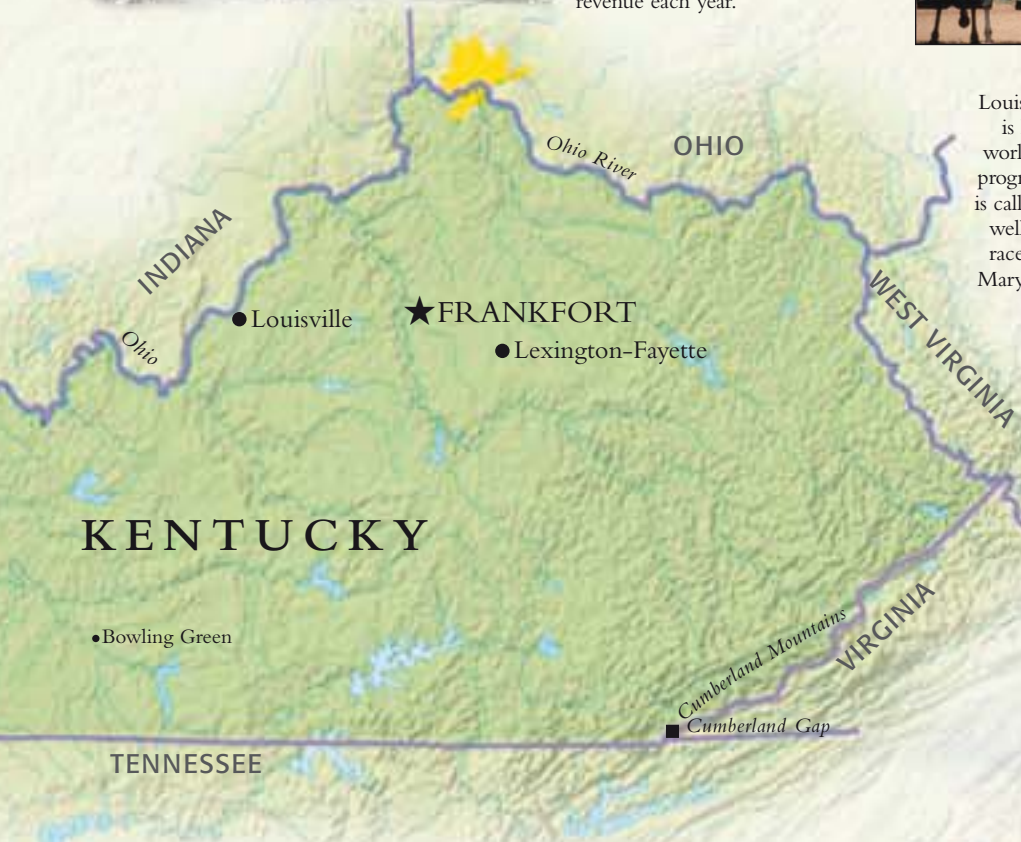 revenue each year.
OHIO
Ohio River
INDIANA
Louisville
FRANKFORT
Ohio
Lexington-Fayette
WEST VIRGINIA
KENTUCKY
Bowling Green
Cumberland Mountains
VIRGINIA
Cumberland Gap
TENNESSEE
Louis
is
work
progr
is call
well
race
Mary